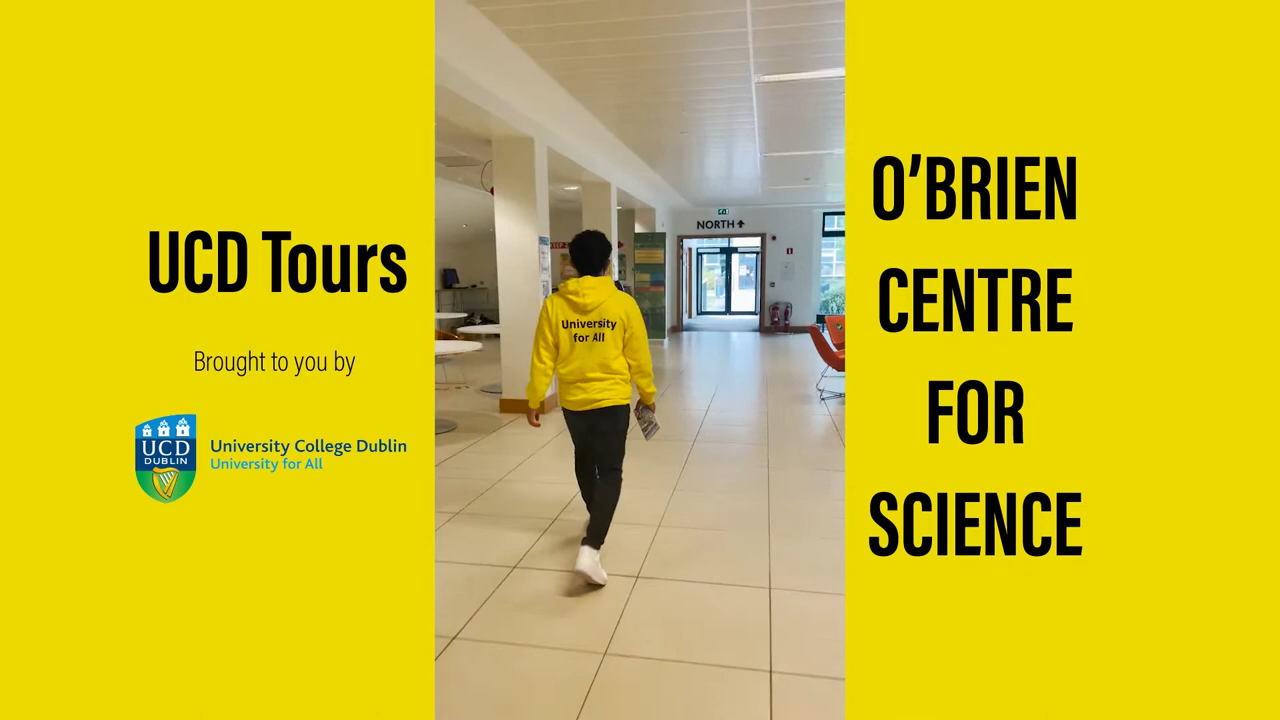 UCD Tours
Brought to you by
UCD
DUBLIN
University College Dublin
University for All
NORTH
University
for All
O'BRIEN
CENTRE
FOR
SCIENCE